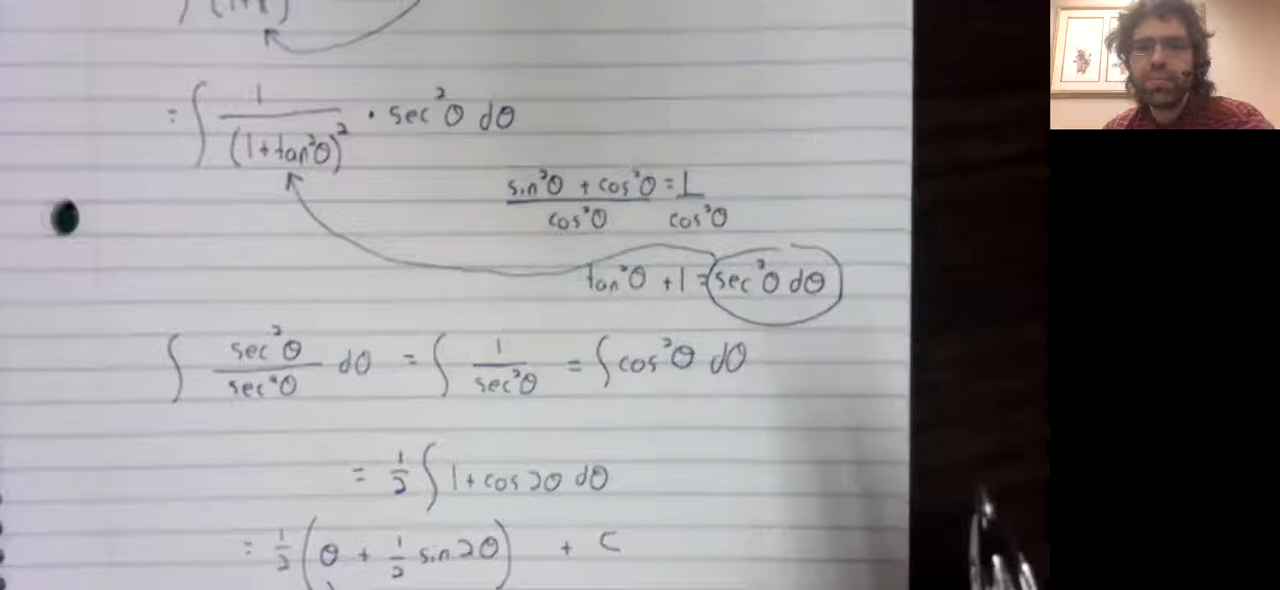 = ∫ 1/(1+tan²θ)² · sec²θ dθ
(sin²θ + cos²θ)/cos²θ = 1/cos²θ
tan²θ + 1 = sec²θ dθ
∫ sec²θ/sec⁴θ dθ = ∫ 1/sec²θ = ∫ cos²θ dθ
= 1/2 ∫ 1 + cos 2θ dθ
= 1/2 (θ + 1/2 sin 2θ) + C